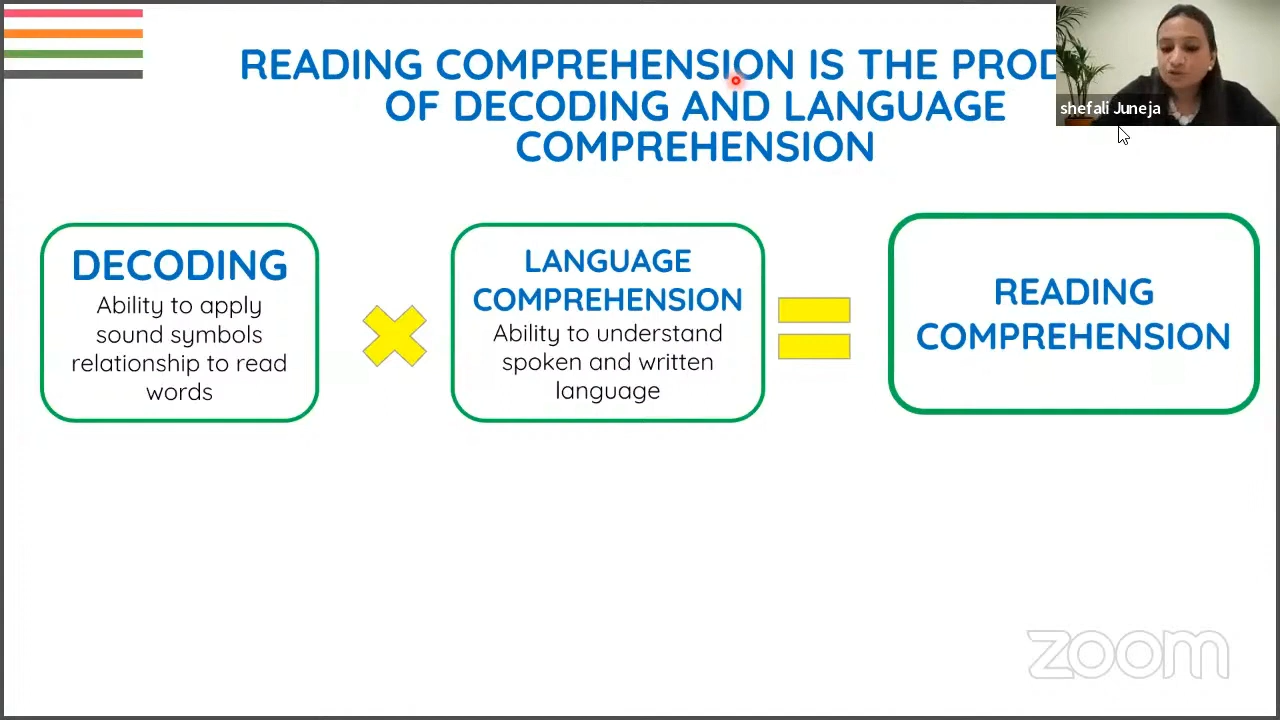 READING COMPREHENSION IS THE
OF DECODING AND LANGUAGE
COMPREHENSION
shefali Juneja
DECODING
Ability to apply
sound symbols
relationship to read
words
LANGUAGE
COMPREHENSION
Ability to understand
spoken and written
language
READING
COMPREHENSION
zoom